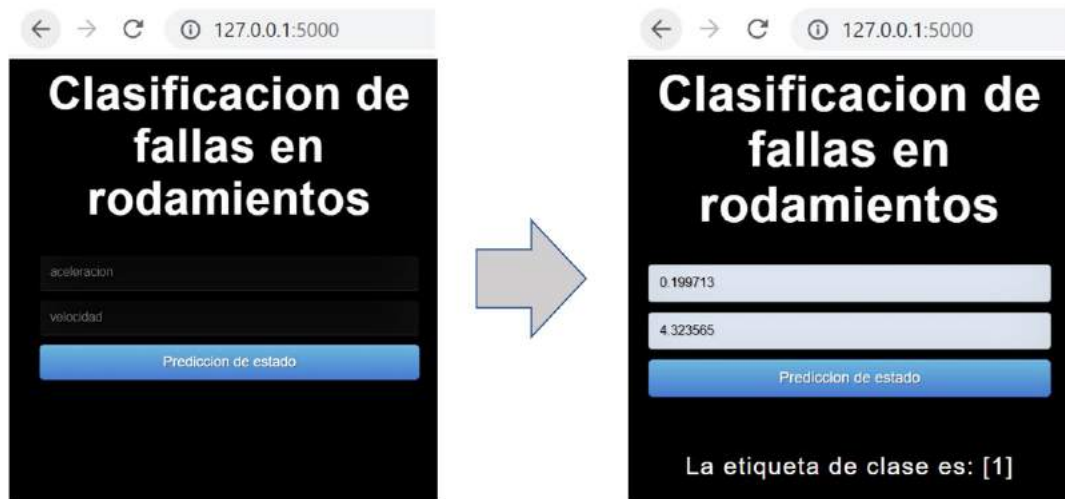 127.0.0.1:5000
Clasificacion de
fallas en
rodamientos
aceleracion
velocidad
Prediccion de estado
127.0.0.1:5000
Clasificacion de
fallas en
rodamientos
0.199713
4.323565
Prediccion de estado
La etiqueta de clase es: [1]